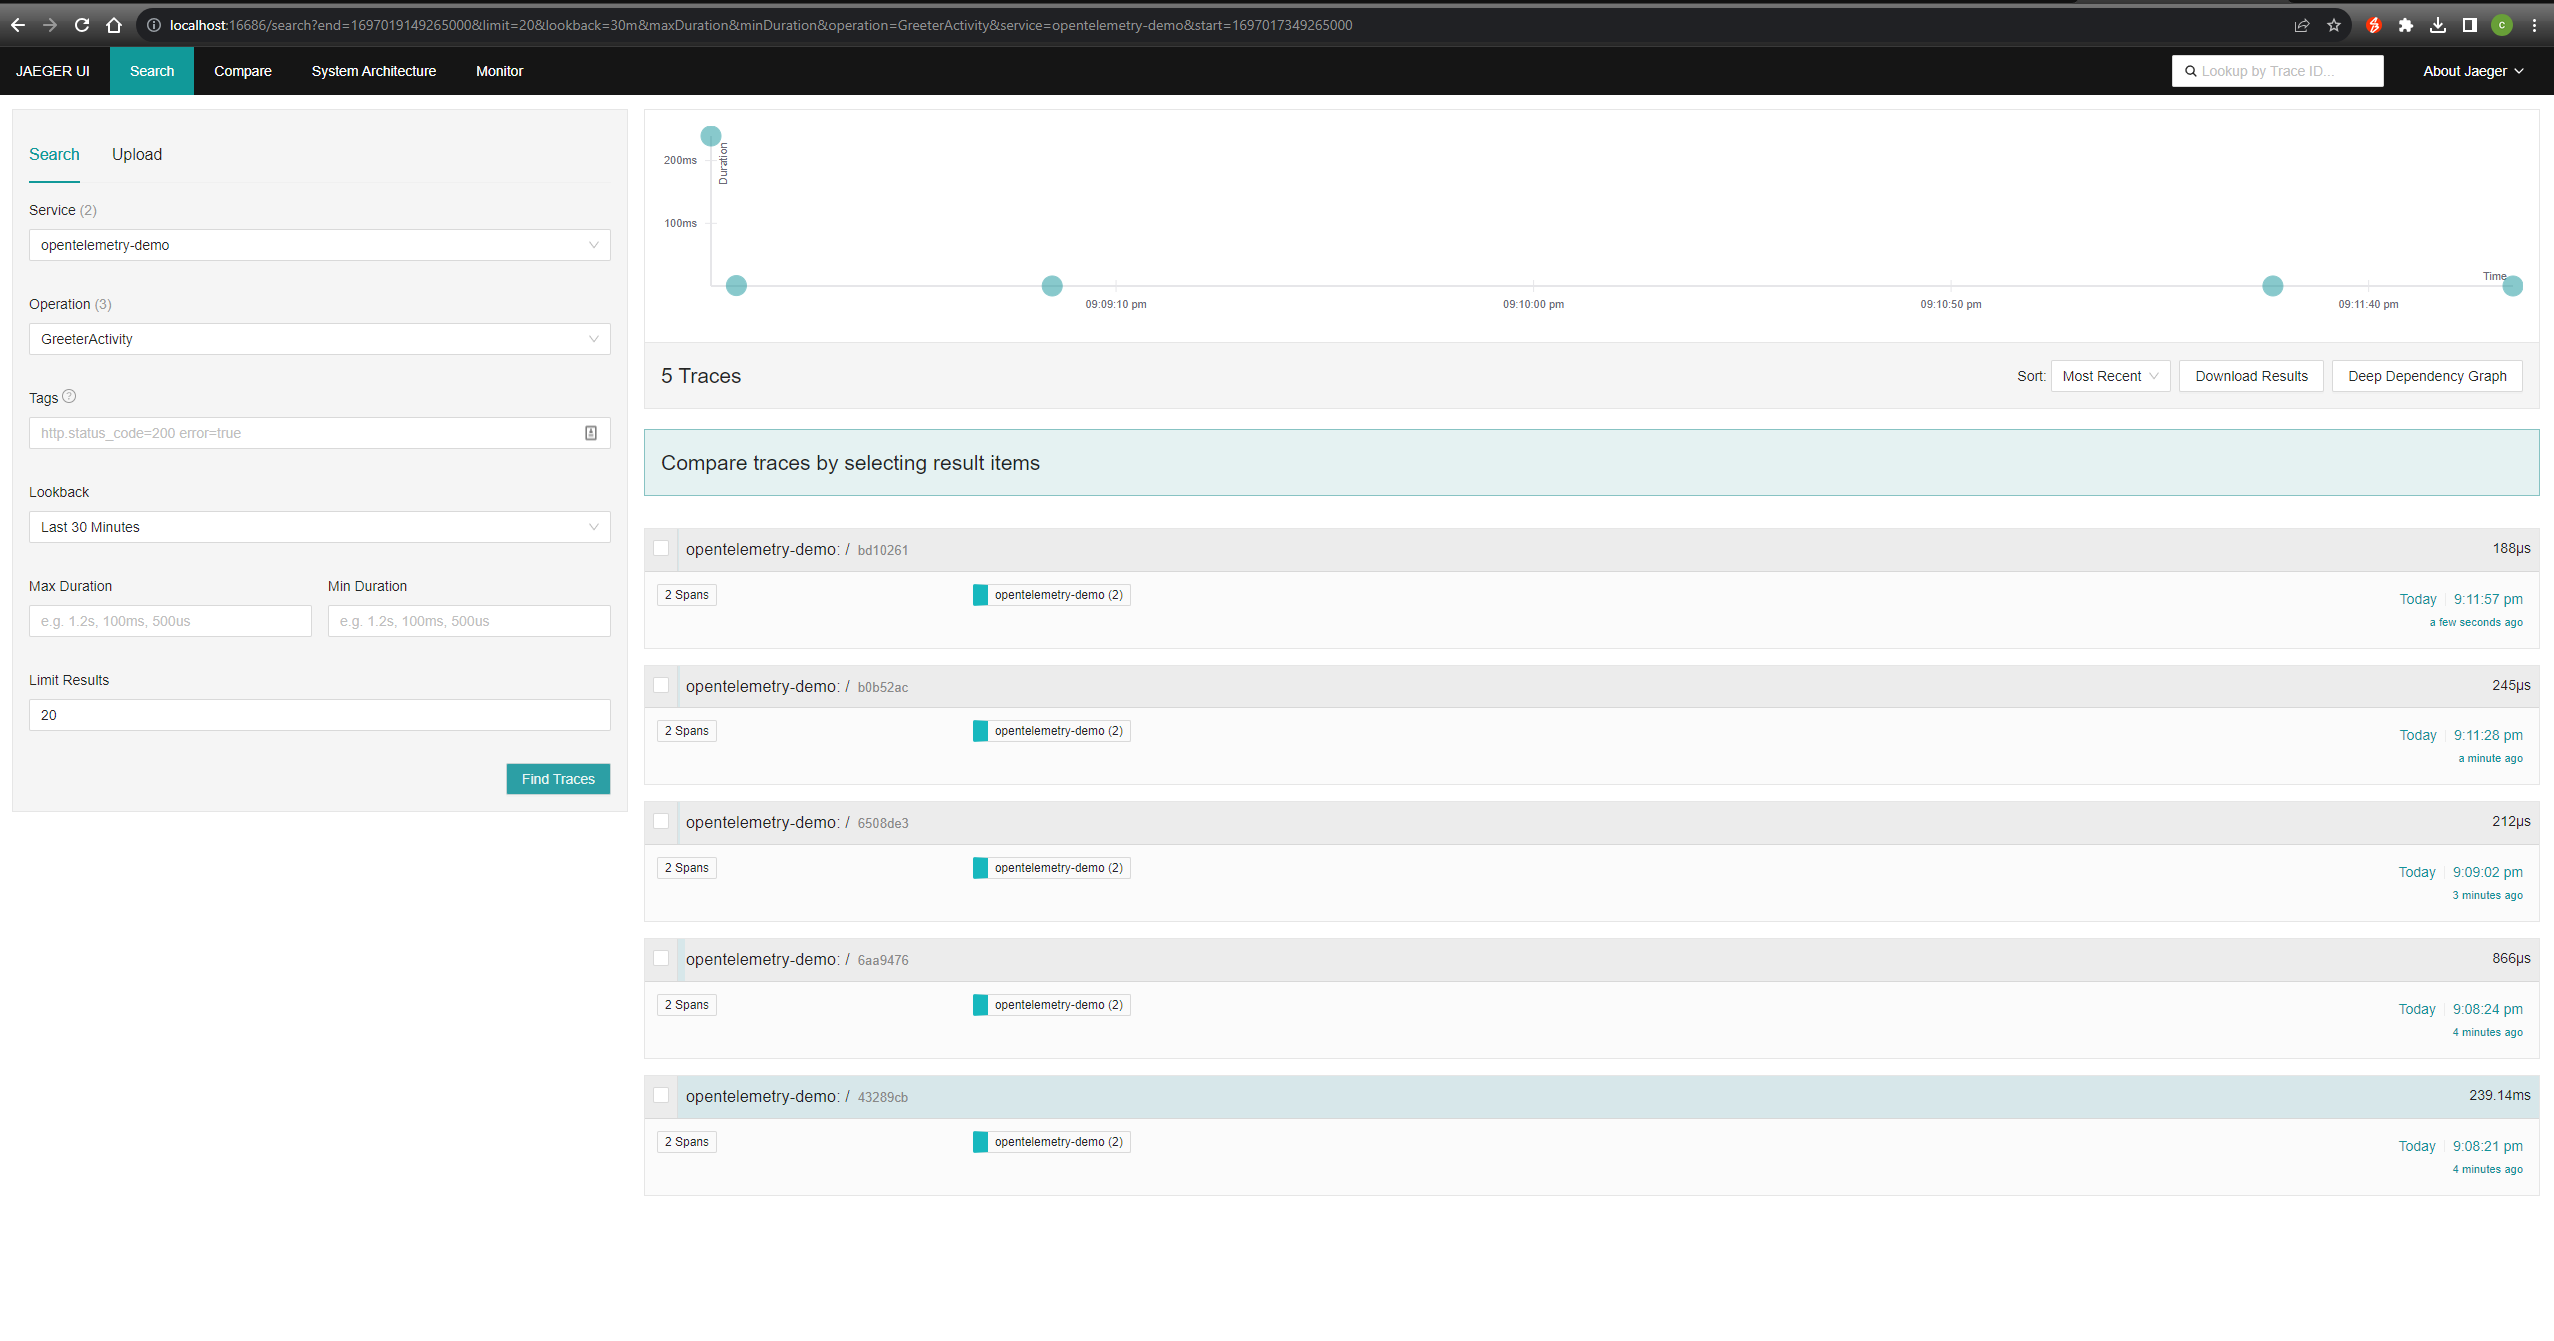 localhost:16686/search?end=1697019149265000&limit=20&lookback=30m&maxDuration&minDuration&operation=GreeterActivity&service=opentelemetry-demo&start=1697017349265000
c
JAEGER UI Search Compare System Architecture Monitor Lookup by Trace ID... About Jaeger
Search Upload
Service (2)
opentelemetry-demo
Operation (3)
GreeterActivity
Tags ?
http.status_code=200 error=true
Lookback
Last 30 Minutes
Max Duration Min Duration
e.g. 1.2s, 100ms, 500us e.g. 1.2s, 100ms, 500us
Limit Results
20
Find Traces
200ms
100ms
Duration
Time
09:09:10 pm 09:10:00 pm 09:10:50 pm 09:11:40 pm
5 Traces Sort: Most Recent Download Results Deep Dependency Graph
Compare traces by selecting result items
opentelemetry-demo: / bd10261 188μs
2 Spans opentelemetry-demo (2) Today 9:11:57 pm
a few seconds ago
opentelemetry-demo: / b0b52ac 245μs
2 Spans opentelemetry-demo (2) Today 9:11:28 pm
a minute ago
opentelemetry-demo: / 6508de3 212μs
2 Spans opentelemetry-demo (2) Today 9:09:02 pm
3 minutes ago
opentelemetry-demo: / 6aa9476 866μs
2 Spans opentelemetry-demo (2) Today 9:08:24 pm
4 minutes ago
opentelemetry-demo: / 43289cb 239.14ms
2 Spans opentelemetry-demo (2) Today 9:08:21 pm
4 minutes ago